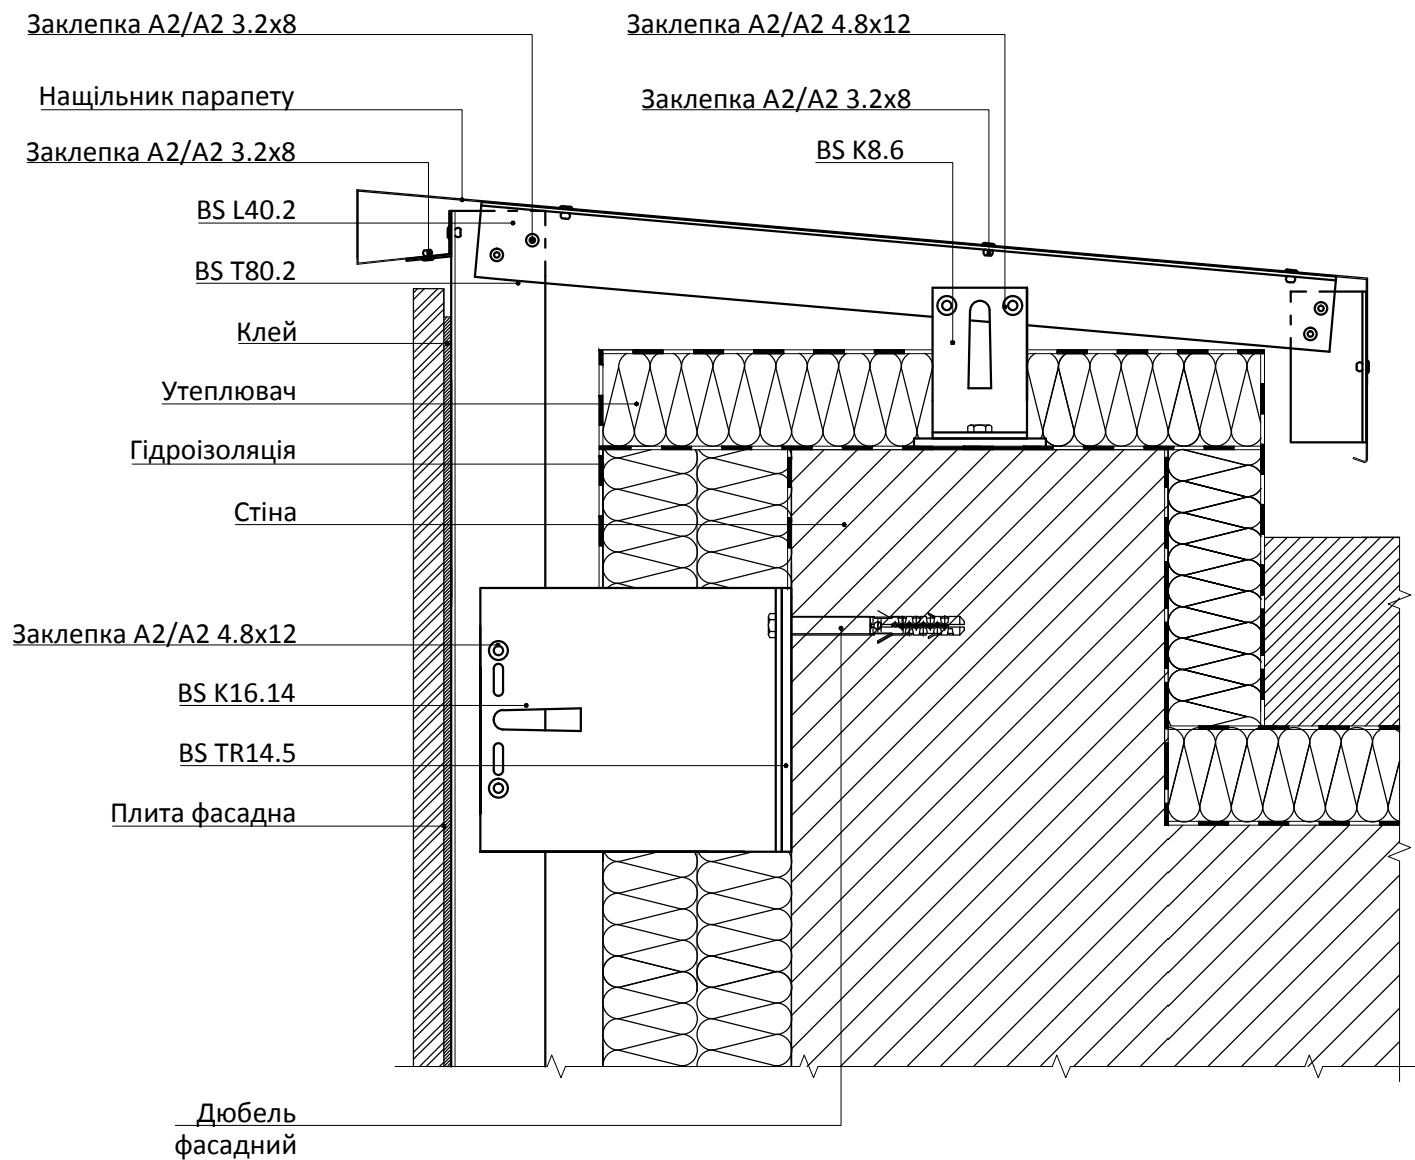 Заклепка А2/А2 3.2х8
Заклепка А2/А2 4.8х12
Нащільник парапету
Заклепка А2/А2 3.2х8
Заклепка А2/А2 3.2х8
BS K8.6
BS L40.2
BS T80.2
Клей
Утеплювач
Гідроізоляція
Стіна
Заклепка А2/А2 4.8х12
BS K16.14
BS TR14.5
Плита фасадна
Дюбель
фасадний